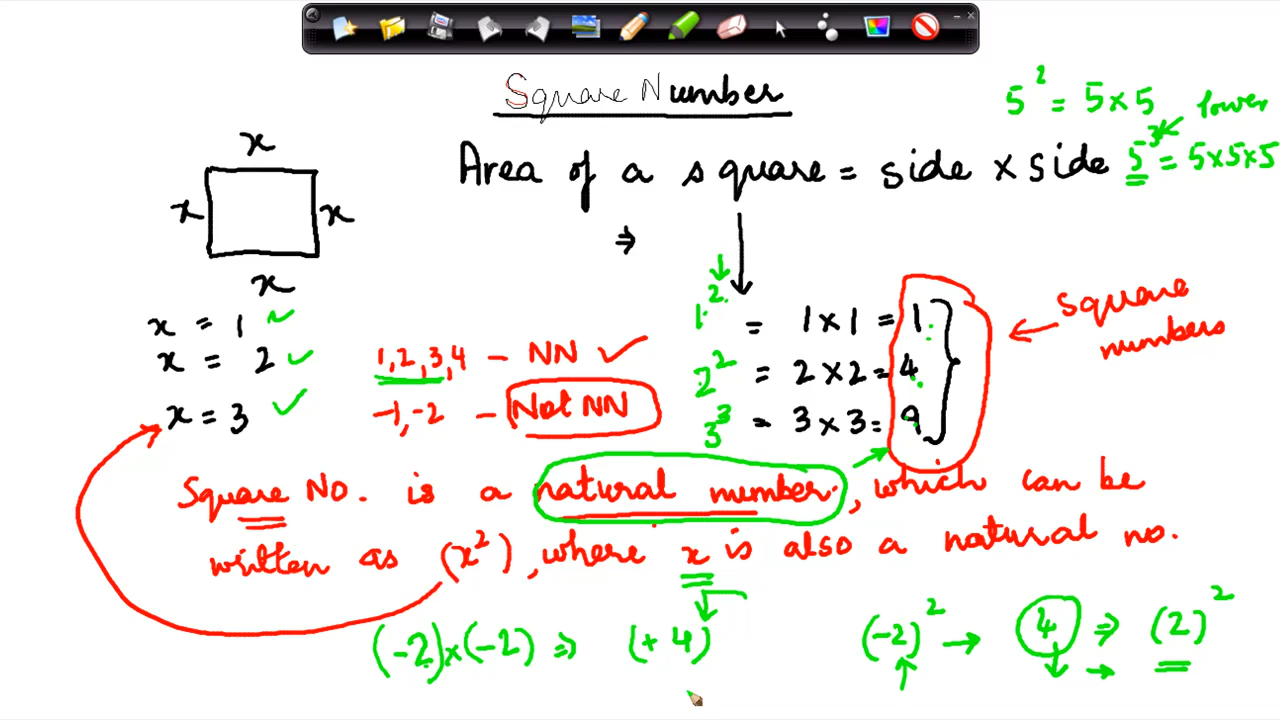 Square Number
5² = 5×5
lower
Area of a square = side × side
5³ = 5×5×5
x
x
x
x
⇒
x = 1
x = 2
x = 3
1,2,3,4 – NN ✓
-1,-2 – Not NN
1² = 1×1 = 1
2² = 2×2 = 4
3³ = 3×3 = 9
Square
numbers
Square No. is a natural number, which can be
written as (x²), where x is also a natural no.
(-2)×(-2) ⇒ (+4)
(-2)² → 4 ⇒ (2)²